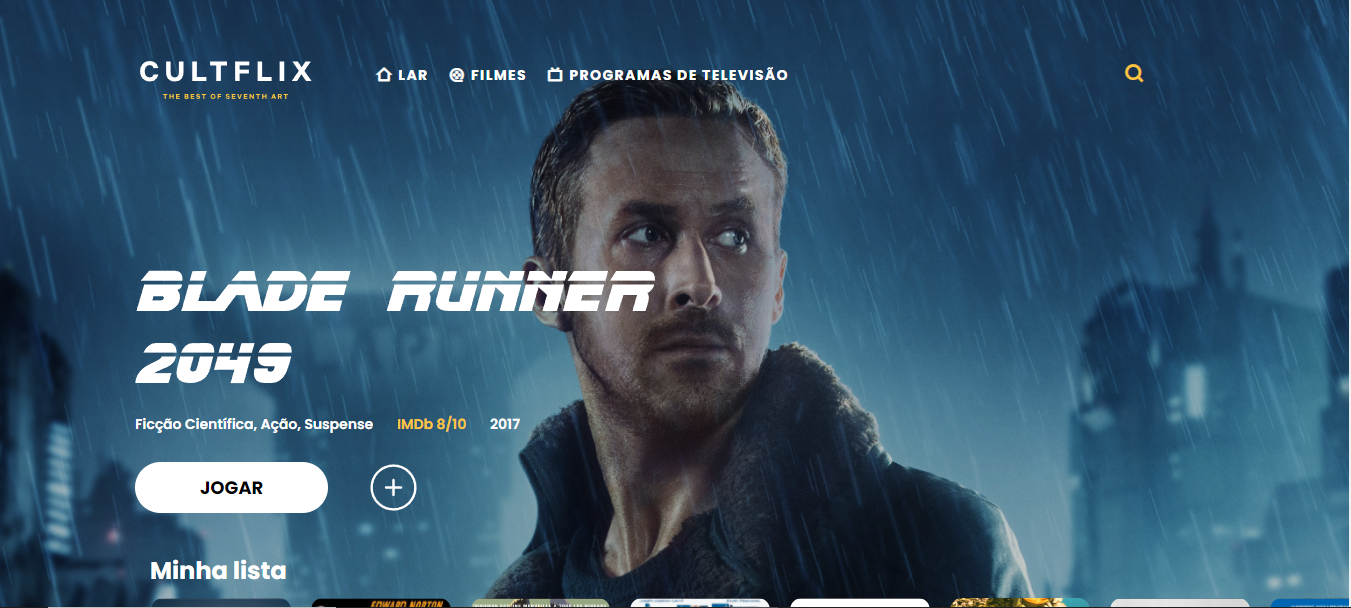 CULTFLIX
THE BEST OF SEVENTH ART
LAR FILMES PROGRAMAS DE TELEVISÃO
BLADE RUNNER
2049
Ficção Científica, Ação, Suspense IMDb 8/10 2017
JOGAR
Minha lista
EDWARD NORTON